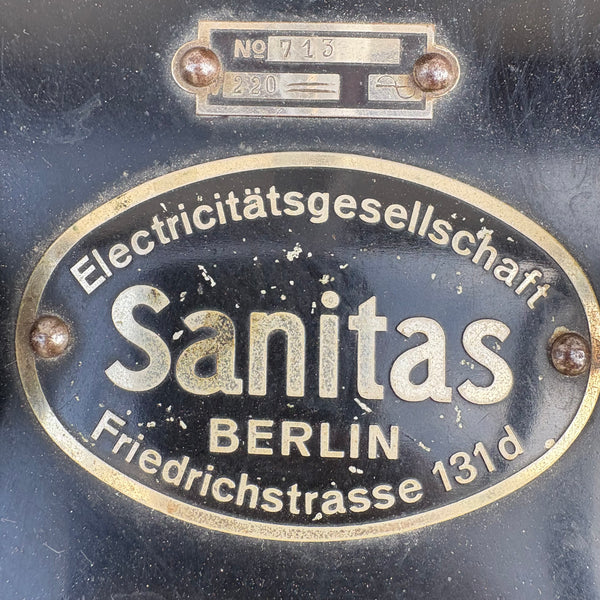 No 713
V 220
Electricitätsgesellschaft
Sanitas
BERLIN
Friedrichstrasse 131d.